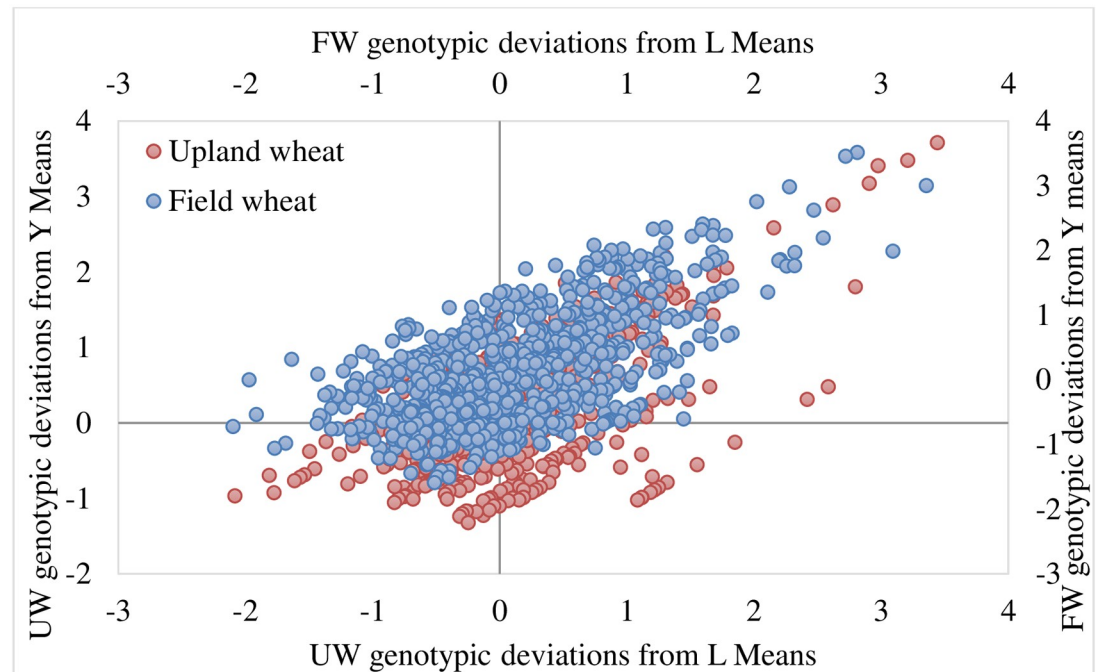 FW genotypic deviations from L Means
-3 -2 -1 0 1 2 3 4
UW genotypic deviations from Y Means
4
3
2
1
0
-1
-2
Upland wheat
Field wheat
4
3
2
1
0
-1
-2
-3
FW genotypic deviations from Y means
-3 -2 -1 0 1 2 3 4
UW genotypic deviations from L Means